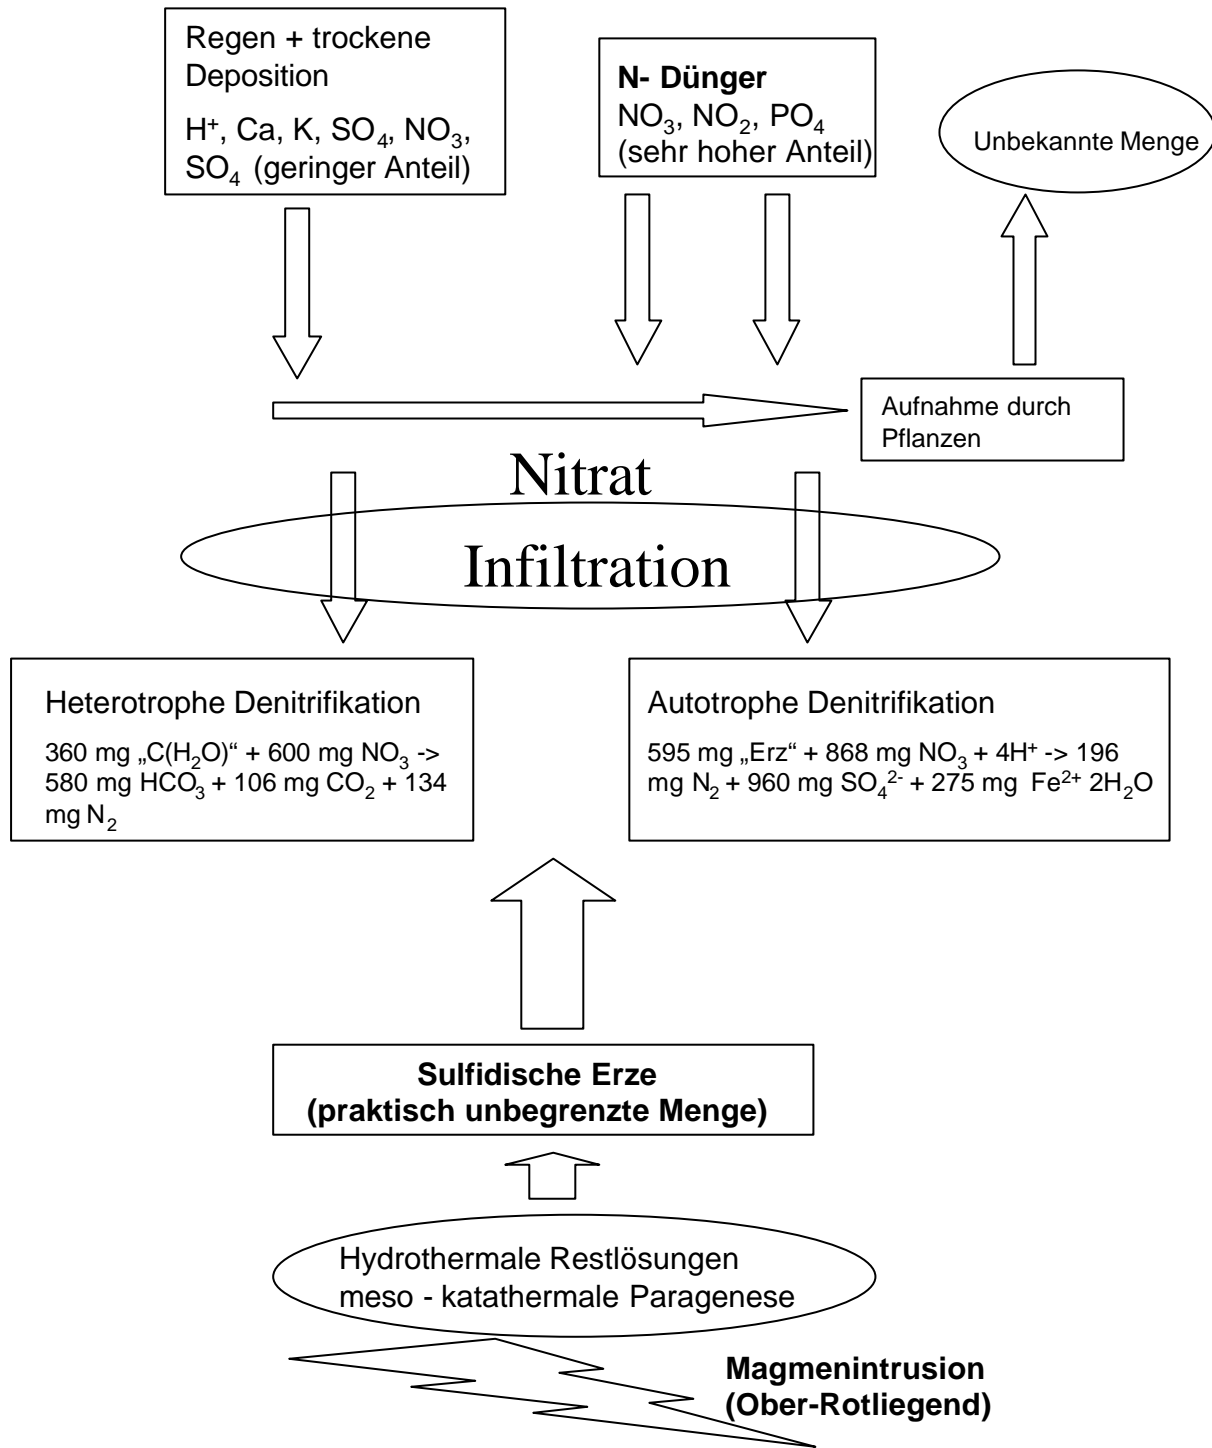 Regen + trockene
Deposition
H⁺, Ca, K, SO₄, NO₃,
SO₄ (geringer Anteil)
N- Dünger
NO₃, NO₂, PO₄
(sehr hoher Anteil)
Unbekannte Menge
Aufnahme durch
Pflanzen
Nitrat
Infiltration
Heterotrophe Denitrifikation
360 mg „C(H₂O)“ + 600 mg NO₃ ->
580 mg HCO₃ + 106 mg CO₂ + 134
mg N₂
Autotrophe Denitrifikation
595 mg „Erz“ + 868 mg NO₃ + 4H⁺ -> 196
mg N₂ + 960 mg SO₄²⁻ + 275 mg Fe²⁺ 2H₂O
Sulfidische Erze
(praktisch unbegrenzte Menge)
Hydrothermale Restlösungen
meso - katathermale Paragenese
Magmenintrusion
(Ober-Rotliegend)